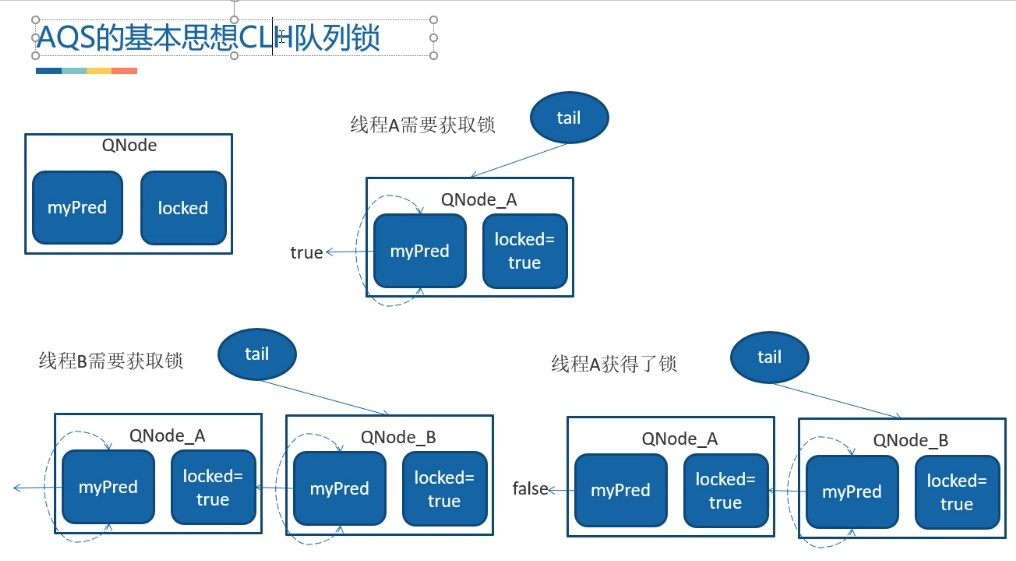 AQS的基本思想CLH队列锁
QNode
myPred
locked
线程A需要获取锁
tail
QNode_A
true
myPred
locked=
true
线程B需要获取锁
tail
QNode_A
myPred
locked=
true
QNode_B
myPred
locked=
true
线程A获得了锁
tail
QNode_A
false
myPred
locked=
true
QNode_B
myPred
locked=
true